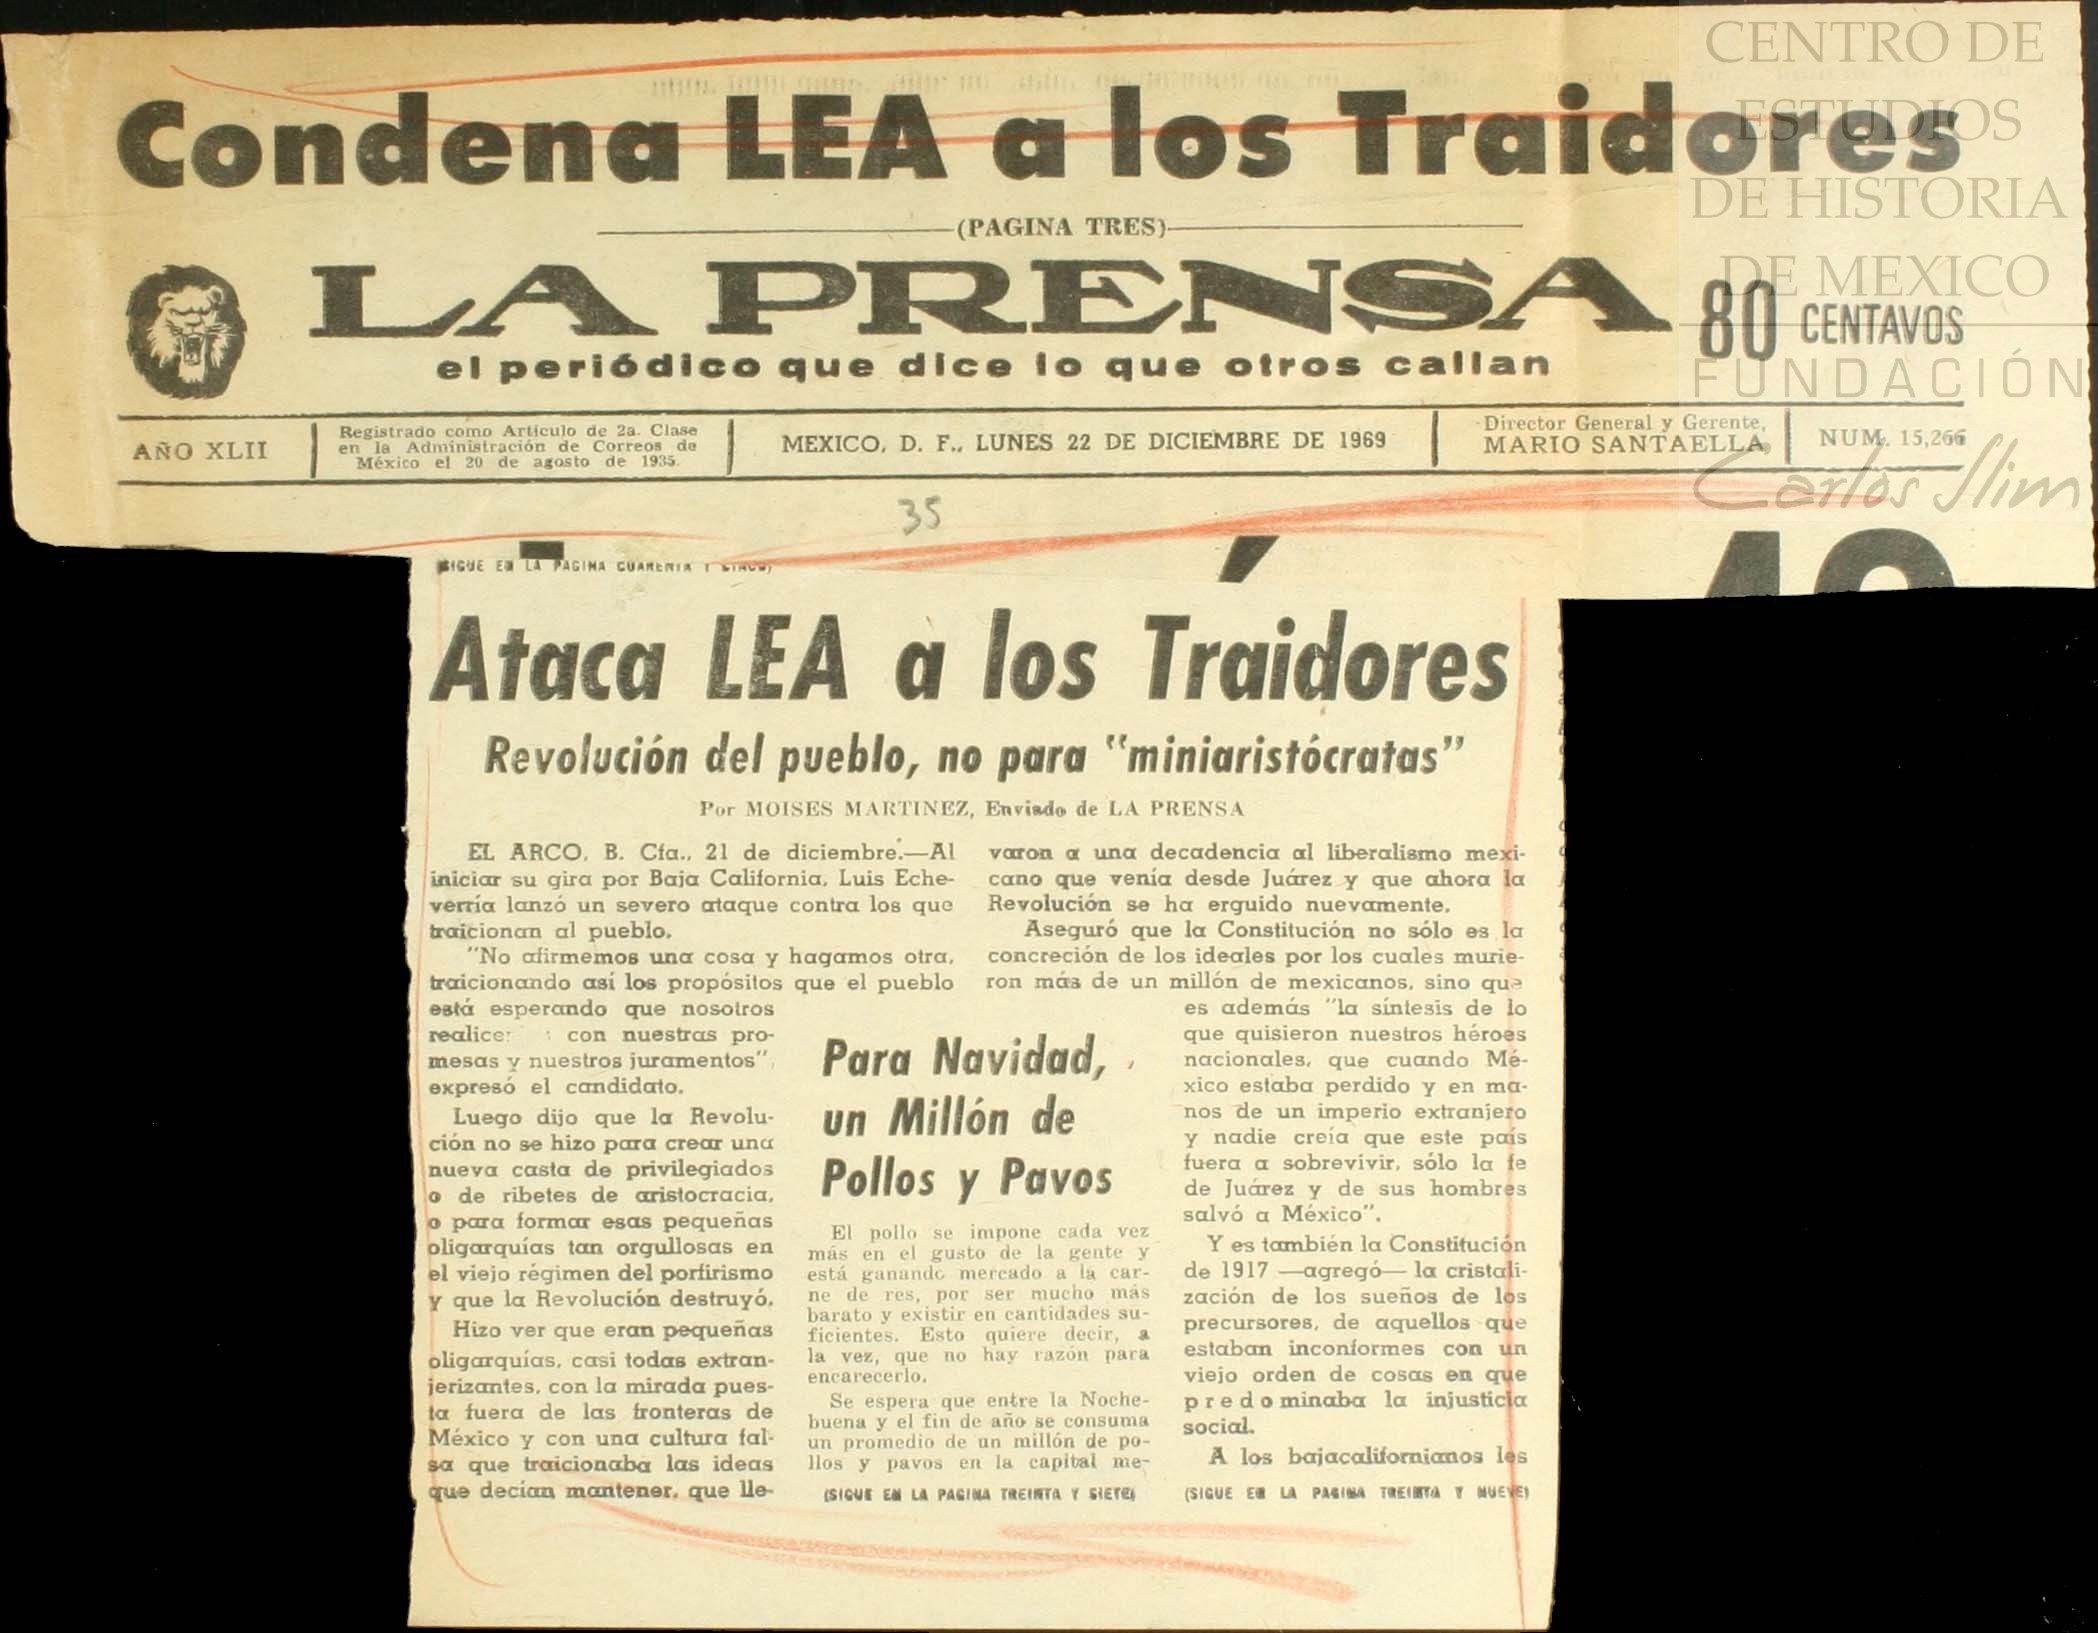 Condena LEA a los Traidores
(PAGINA TRES)
LA PRENSA
80 CENTAVOS
el periódico que dice lo que otros callan
AÑO XLII
Registrado como Artículo de 2a. Clase
en la Administración de Correos de
México el 20 de agosto de 1935.
MEXICO, D. F., LUNES 22 DE DICIEMBRE DE 1969
Director General y Gerente,
MARIO SANTAELLA
NUM. 15,266
CENTRO DE
ESTUDIOS
DE HISTORIA
DE MEXICO
FUNDACIÓN
Carlos Slim
35
(SIGUE EN LA PAGINA CUARENTA Y CINCO)
Ataca LEA a los Traidores
Revolución del pueblo, no para "miniaristócratas"
Por MOISES MARTINEZ, Enviado de LA PRENSA
EL ARCO, B. Cfa., 21 de diciembre.—Al
iniciar su gira por Baja California, Luis Eche-
verría lanzó un severo ataque contra los que
traicionan al pueblo.
"No afirmemos una cosa y hagamos otra,
traicionando así los propósitos que el pueblo
está esperando que nosotros
con nuestras pro-
mesas y nuestros juramentos",
expresó el candidato.
Luego dijo que la Revolu-
ción no se hizo para crear una
nueva casta de privilegiados
o de ribetes de aristocracia,
o para formar esas pequeñas
oligarquías tan orgullosas en
el viejo régimen del porfirismo
y que la Revolución destruyó.
Hizo ver que eran pequeñas
oligarquías, casi todas extran-
jerizantes, con la mirada pues-
ta fuera de las fronteras de
México y con una cultura fal-
sa que traicionaba las ideas
que decían mantener, que lle-
varon a una decadencia al liberalismo mexi-
cano que venía desde Juárez y que ahora la
Revolución se ha erguido nuevamente.
Aseguró que la Constitución no sólo es la
concreción de los ideales por los cuales murie-
ron más de un millón de mexicanos, sino que
es además "la síntesis de lo
que quisieron nuestros héroes
nacionales, que cuando Mé-
xico estaba perdido y en ma-
nos de un imperio extranjero
y nadie creía que este país
fuera a sobrevivir, sólo la fe
de Juárez y de sus hombres
salvó a México".
Y es también la Constitución
de 1917 —agregó— la cristali-
zación de los sueños de los
precursores, de aquellos que
estaban inconformes con un
viejo orden de cosas en que
predominaba la injusticia
social.
A los bajacalifornianos les
(SIGUE EN LA PAGINA TREINTA Y NUEVE)
Para Navidad,
un Millón de
Pollos y Pavos
El pollo se impone cada vez
más en el gusto de la gente y
está ganando mercado a la car-
ne de res, por ser mucho más
barato y existir en cantidades su-
ficientes. Esto quiere decir, a
la vez, que no hay razón para
encarecerlo.
Se espera que entre la Noche-
buena y el fin de año se consuma
un promedio de un millón de po-
llos y pavos en la capital me-
(SIGUE EN LA PAGINA TREINTA Y SIETE)